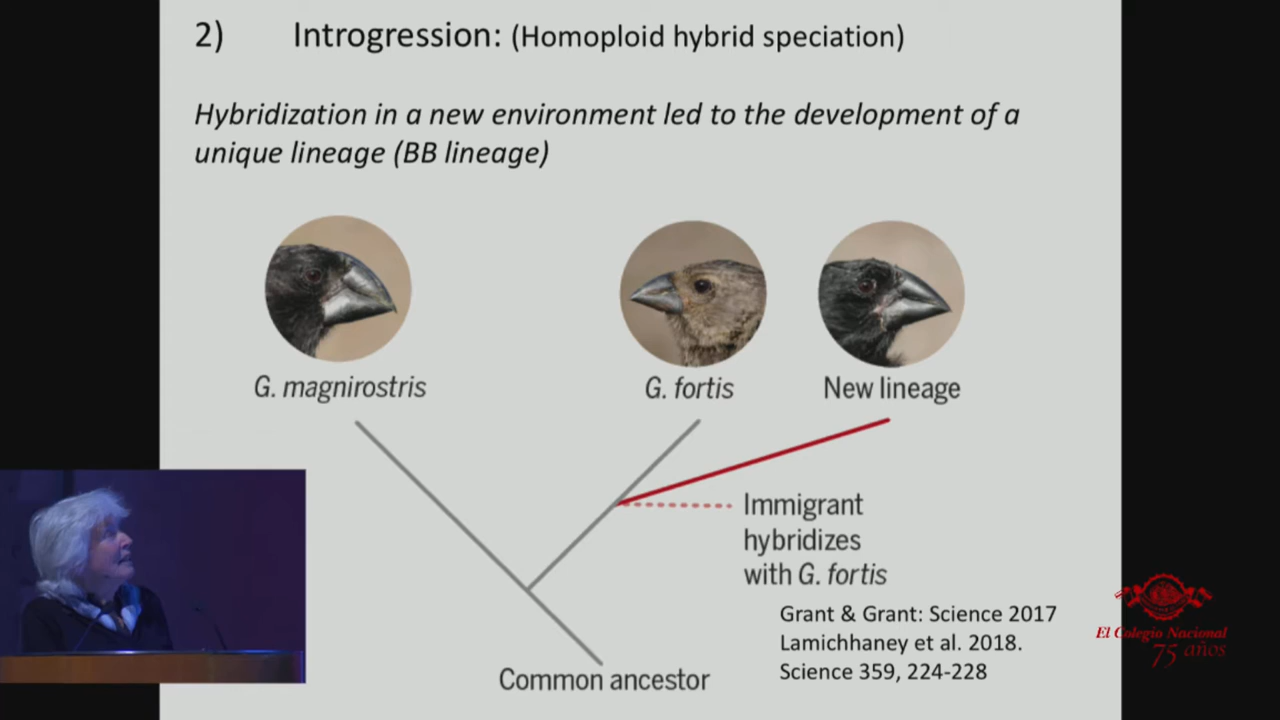 2) Introgression: (Homoploid hybrid speciation)
Hybridization in a new environment led to the development of a
unique lineage (BB lineage)
G. magnirostris
G. fortis
New lineage
Immigrant
hybridizes
with G. fortis
Grant & Grant: Science 2017
Lamichhaney et al. 2018.
Science 359, 224-228
Common ancestor
El Colegio Nacional
75 años